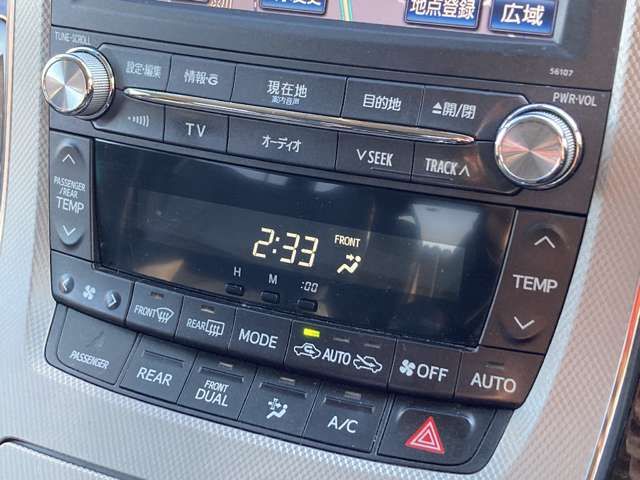 地点登録
広域
56107
TUNE•SCROLL
PWR•VOL
設定•編集
情報•G
現在地
案内音声
目的地
▲開/閉
TV
オーディオ
∨ SEEK
TRACK ∧
PASSENGER
/REAR
TEMP
2:33
FRONT
H
M
:00
TEMP
FRONT
REAR
MODE
AUTO
OFF
AUTO
PASSENGER
REAR
FRONT
DUAL
A/C